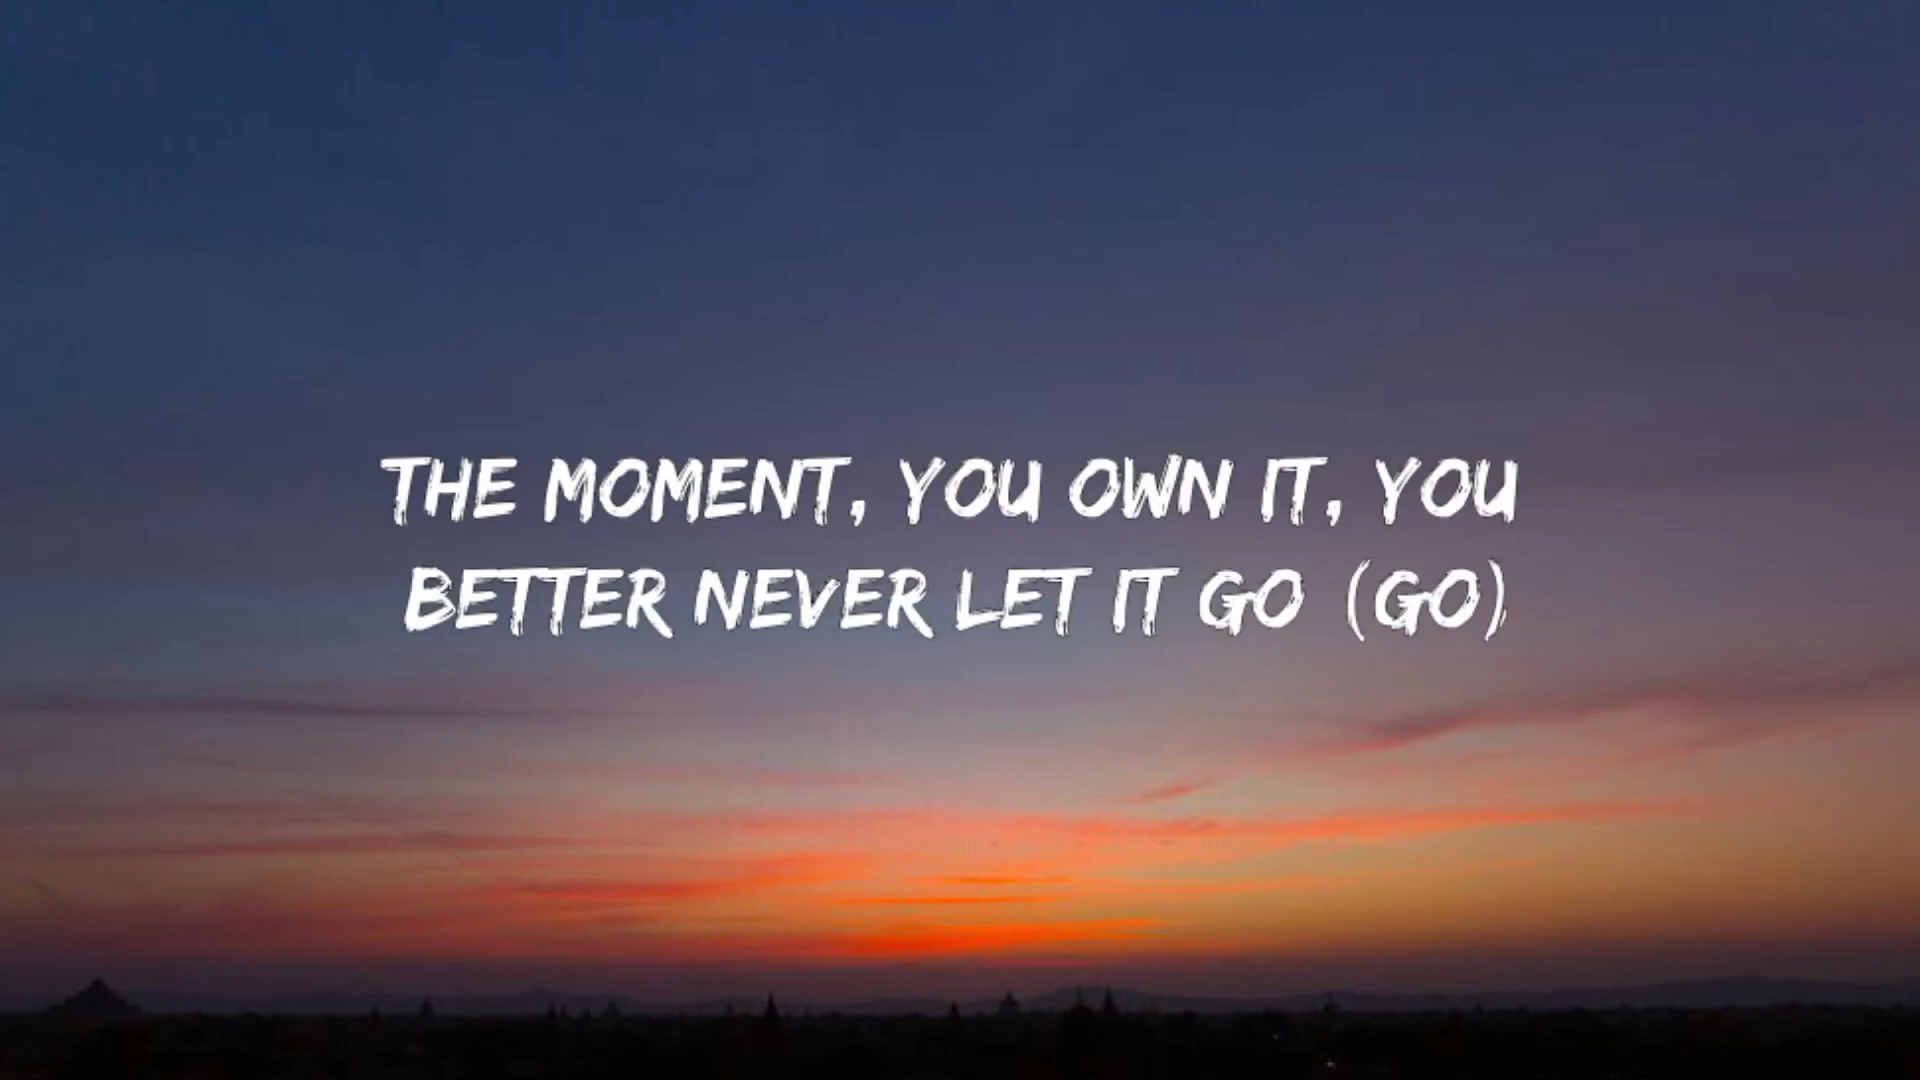 THE MOMENT, YOU OWN IT, YOU
BETTER NEVER LET IT GO (GO)